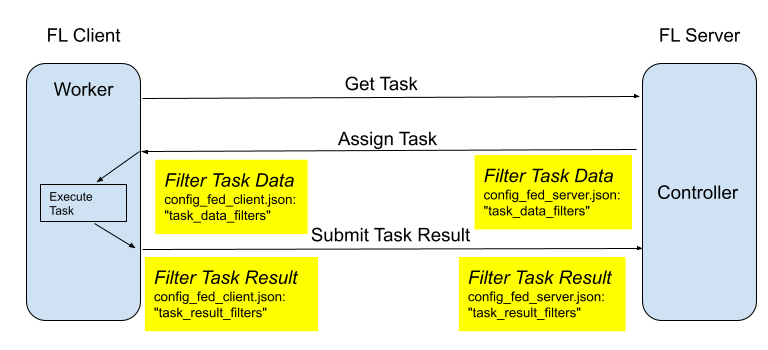 FL Client
FL Server
Worker
Get Task
Assign Task
Filter Task Data
config_fed_client.json:
"task_data_filters"
Filter Task Data
config_fed_server.json:
"task_data_filters"
Execute
Task
Controller
Submit Task Result
Filter Task Result
config_fed_client.json:
"task_result_filters"
Filter Task Result
config_fed_server.json:
"task_result_filters"